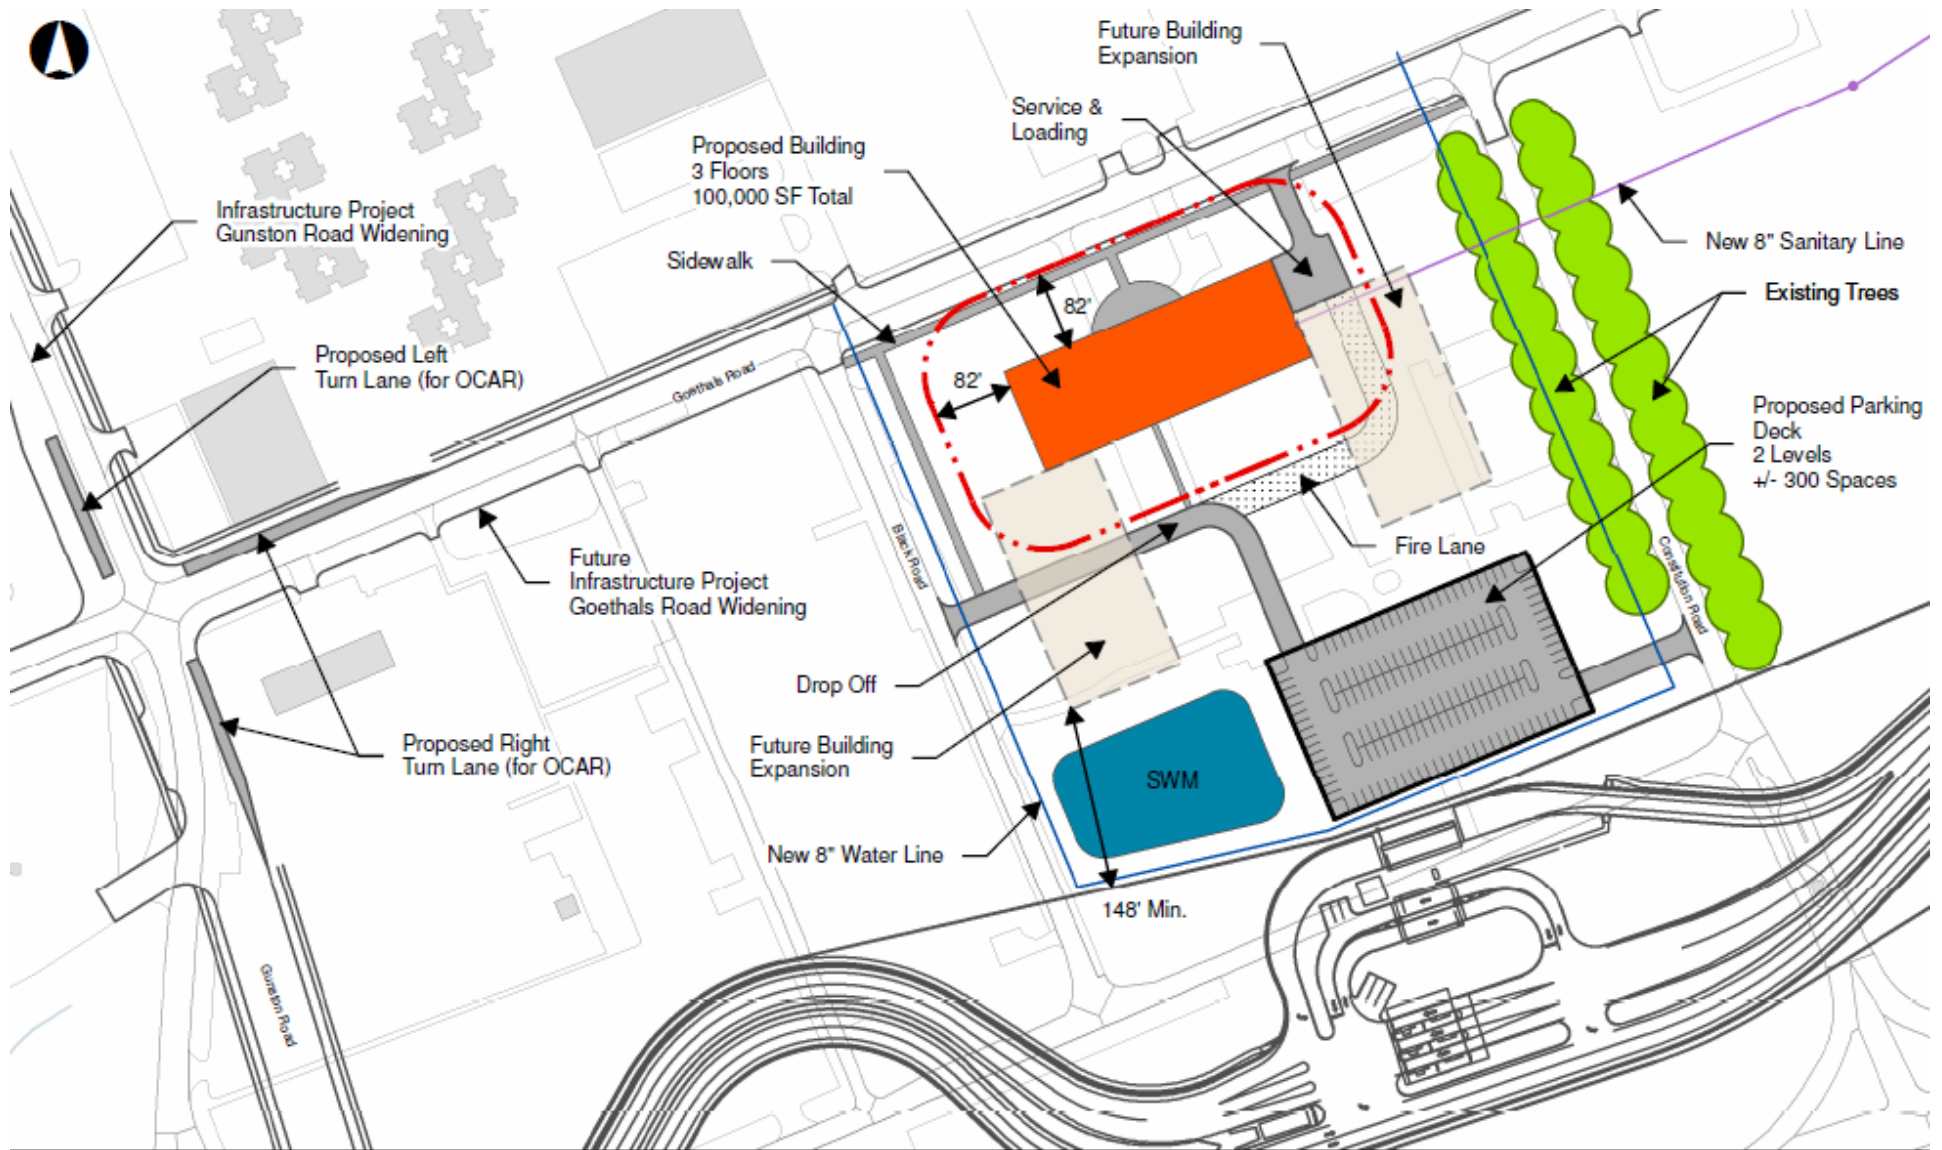 Future Building
Expansion
Service &
Loading
Proposed Building
3 Floors
100,000 SF Total
Infrastructure Project
Gunston Road Widening
Sidewalk
New 8" Sanitary Line
Existing Trees
82'
82'
Proposed Left
Turn Lane (for OCAR)
Goethals Road
Proposed Parking
Deck
2 Levels
+/- 300 Spaces
Black Road
Fire Lane
Constitution Road
Future
Infrastructure Project
Goethals Road Widening
Drop Off
Proposed Right
Turn Lane (for OCAR)
Future Building
Expansion
SWM
New 8" Water Line
148' Min.
Gunston Road